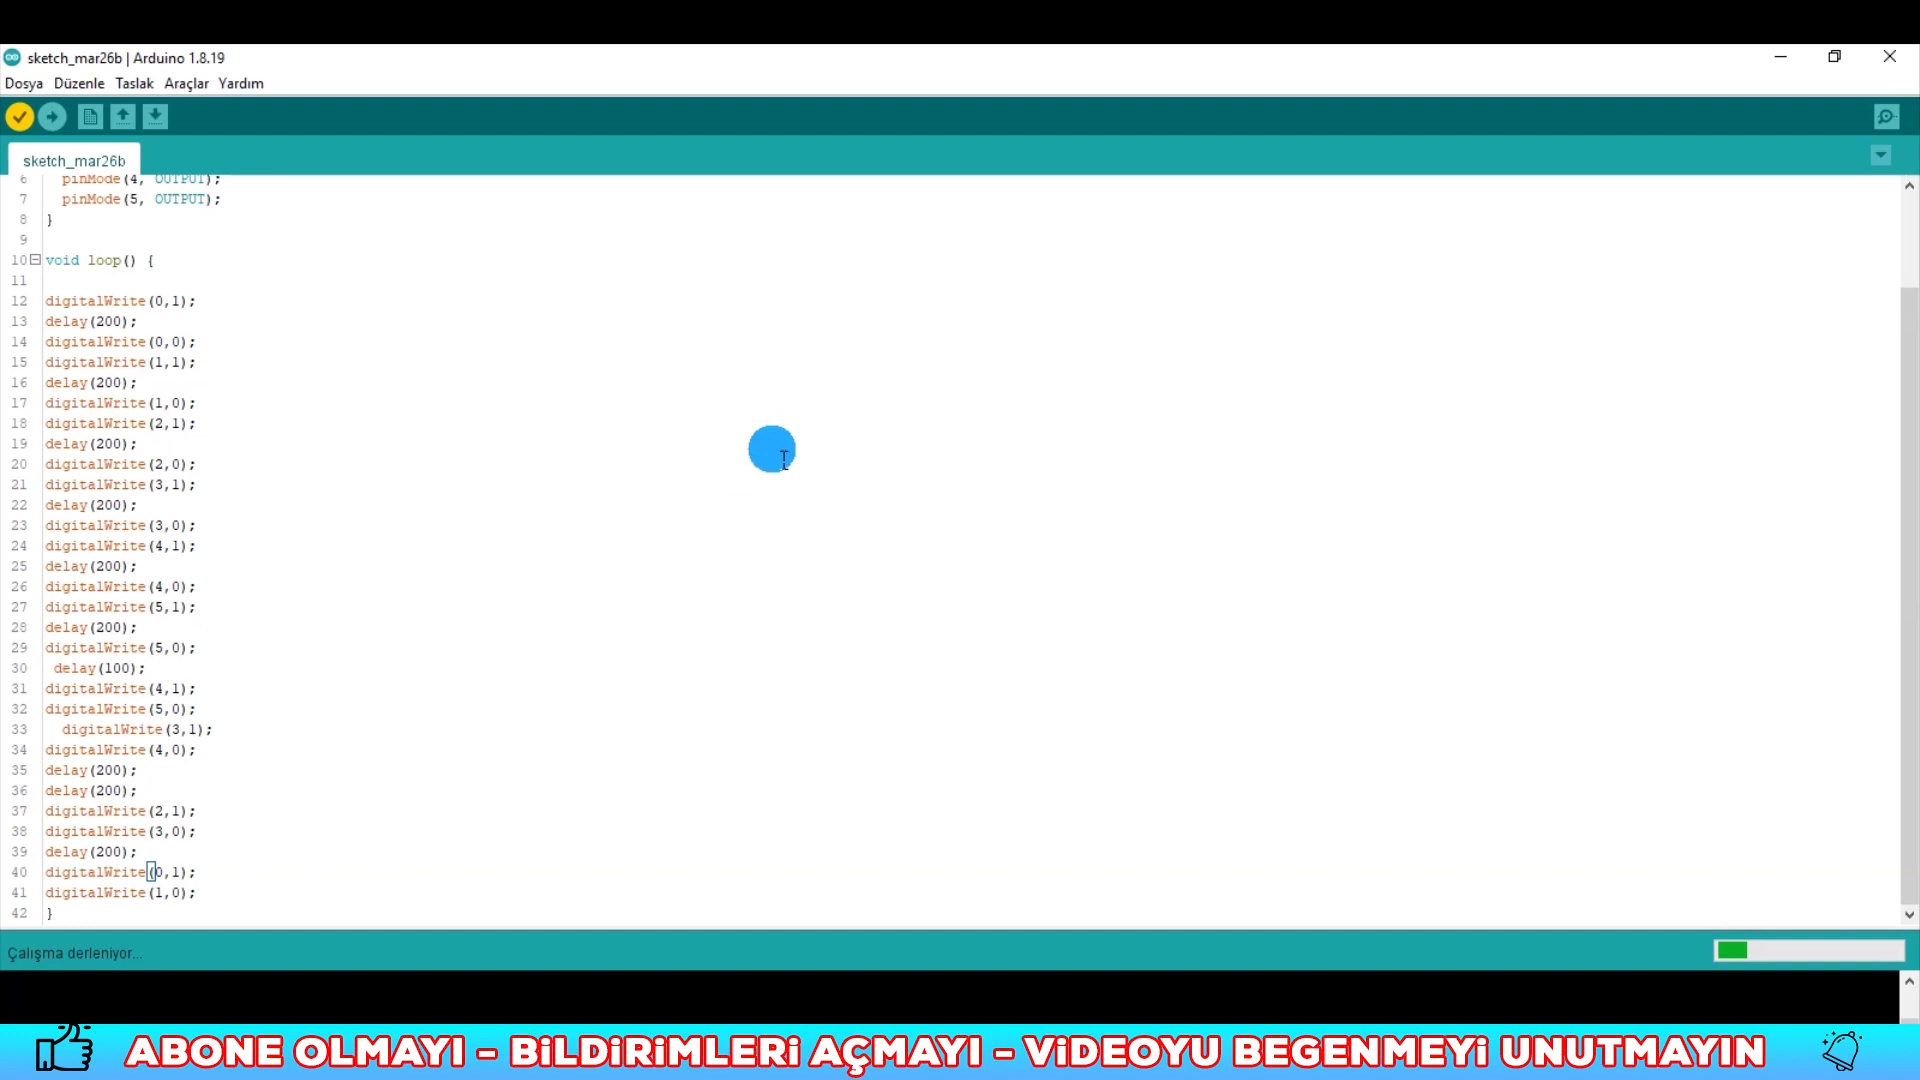 sketch_mar26b | Arduino 1.8.19
Dosya Düzenle Taslak Araçlar Yardım
sketch_mar26b
6 pinMode(4, OUTPUT);
7 pinMode(5, OUTPUT);
8 }
9
10 void loop() {
11
12 digitalWrite(0,1);
13 delay(200);
14 digitalWrite(0,0);
15 digitalWrite(1,1);
16 delay(200);
17 digitalWrite(1,0);
18 digitalWrite(2,1);
19 delay(200);
20 digitalWrite(2,0);
21 digitalWrite(3,1);
22 delay(200);
23 digitalWrite(3,0);
24 digitalWrite(4,1);
25 delay(200);
26 digitalWrite(4,0);
27 digitalWrite(5,1);
28 delay(200);
29 digitalWrite(5,0);
30 delay(100);
31 digitalWrite(4,1);
32 digitalWrite(5,0);
33 digitalWrite(3,1);
34 digitalWrite(4,0);
35 delay(200);
36 delay(200);
37 digitalWrite(2,1);
38 digitalWrite(3,0);
39 delay(200);
40 digitalWrite(0,1);
41 digitalWrite(1,0);
42 }
Çalışma derleniyor...
ABONE OLMAYI - BiLDiRiMLERi AÇMAYI - ViDEOYU BEGENMEYi UNUTMAYIN